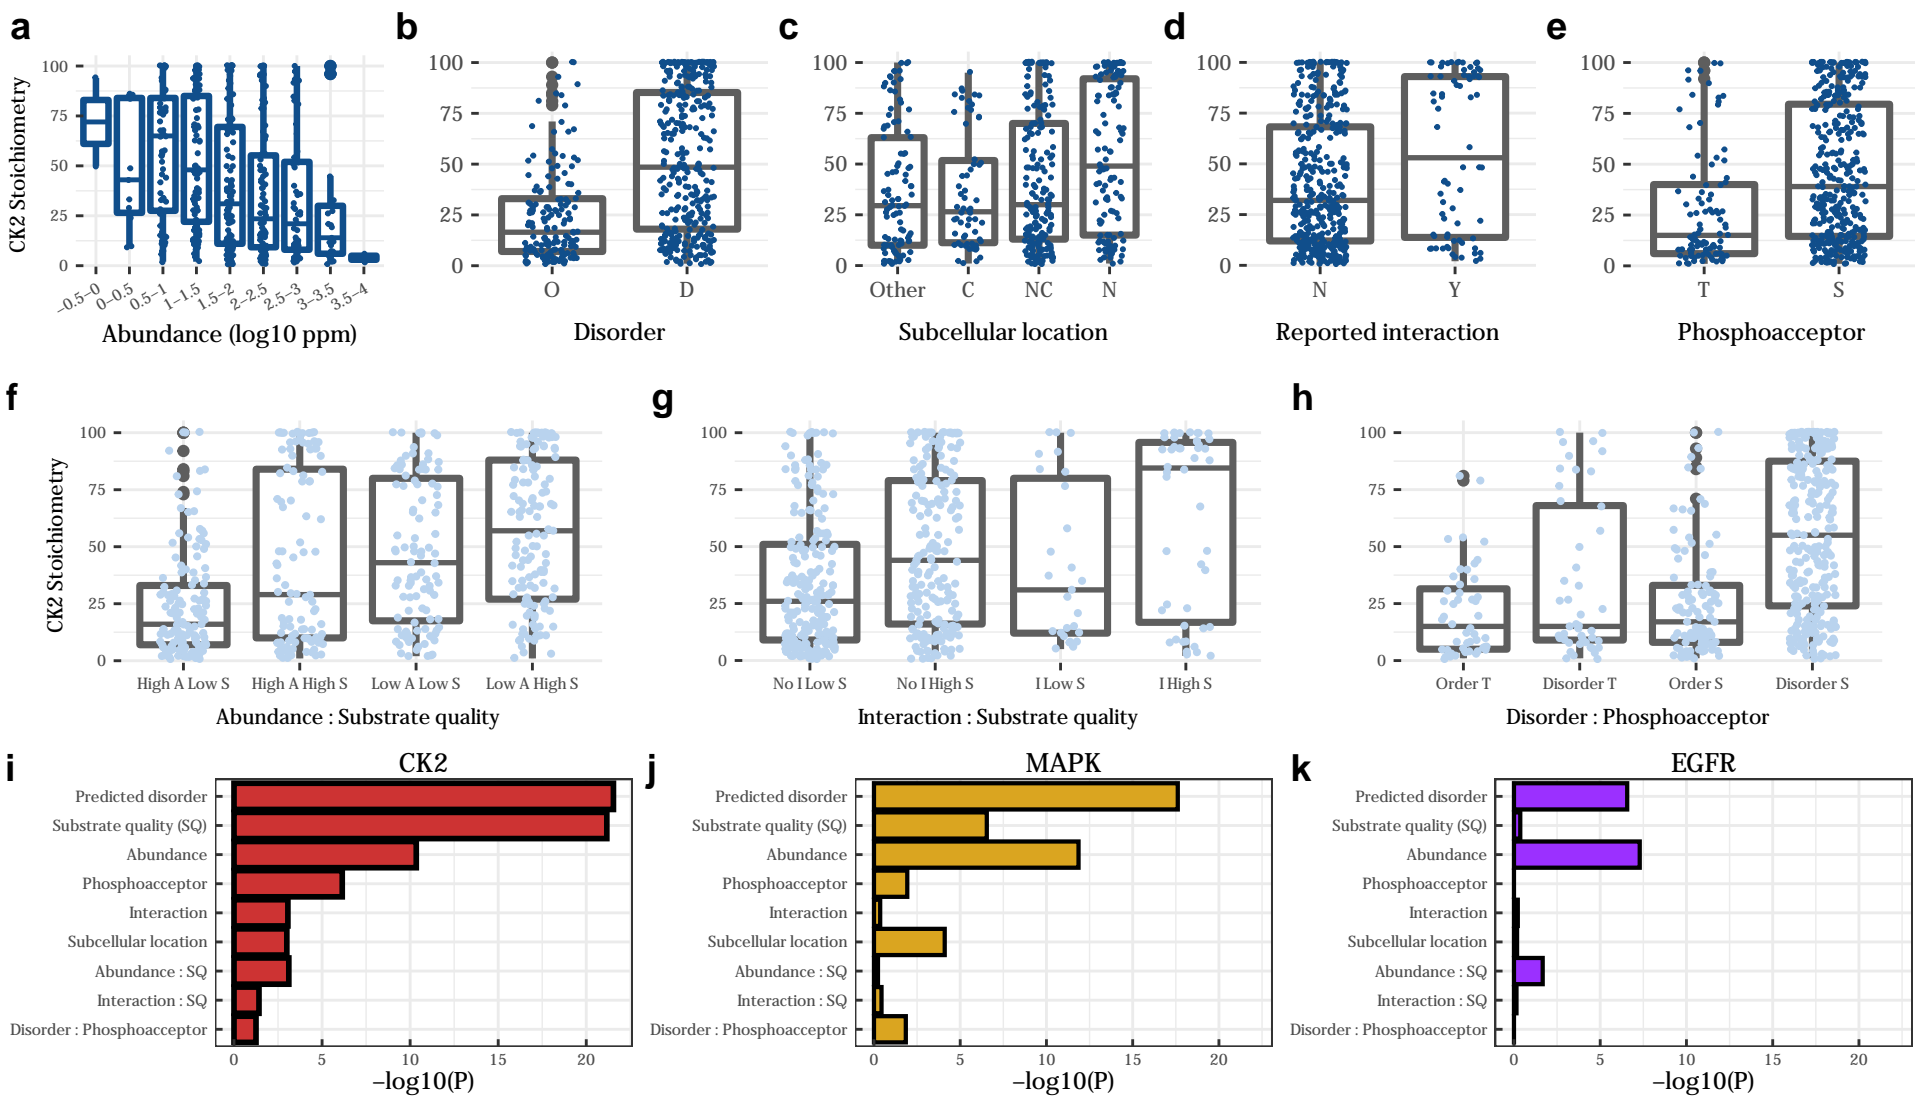 a
b
c
d
e
CK2 Stoichiometry
100
75
50
25
0
−0.5−0
0−0.5
0.5−1
1−1.5
1.5−2
2−2.5
2.5−3
3−3.5
3.5−4
Abundance (log10 ppm)
100
75
50
25
0
O
D
Disorder
100
75
50
25
0
Other
C
NC
N
Subcellular location
100
75
50
25
0
N
Y
Reported interaction
100
75
50
25
0
T
S
Phosphoacceptor
f
g
h
CK2 Stoichiometry
100
75
50
25
0
High A Low S
High A High S
Low A Low S
Low A High S
Abundance : Substrate quality
100
75
50
25
0
No I Low S
No I High S
I Low S
I High S
Interaction : Substrate quality
100
75
50
25
0
Order T
Disorder T
Order S
Disorder S
Disorder : Phosphoacceptor
i
CK2
Predicted disorder
Substrate quality (SQ)
Abundance
Phosphoacceptor
Interaction
Subcellular location
Abundance : SQ
Interaction : SQ
Disorder : Phosphoacceptor
0
5
10
15
20
−log10(P)
j
MAPK
Predicted disorder
Substrate quality (SQ)
Abundance
Phosphoacceptor
Interaction
Subcellular location
Abundance : SQ
Interaction : SQ
Disorder : Phosphoacceptor
0
5
10
15
20
−log10(P)
k
EGFR
Predicted disorder
Substrate quality (SQ)
Abundance
Phosphoacceptor
Interaction
Subcellular location
Abundance : SQ
Interaction : SQ
Disorder : Phosphoacceptor
0
5
10
15
20
−log10(P)